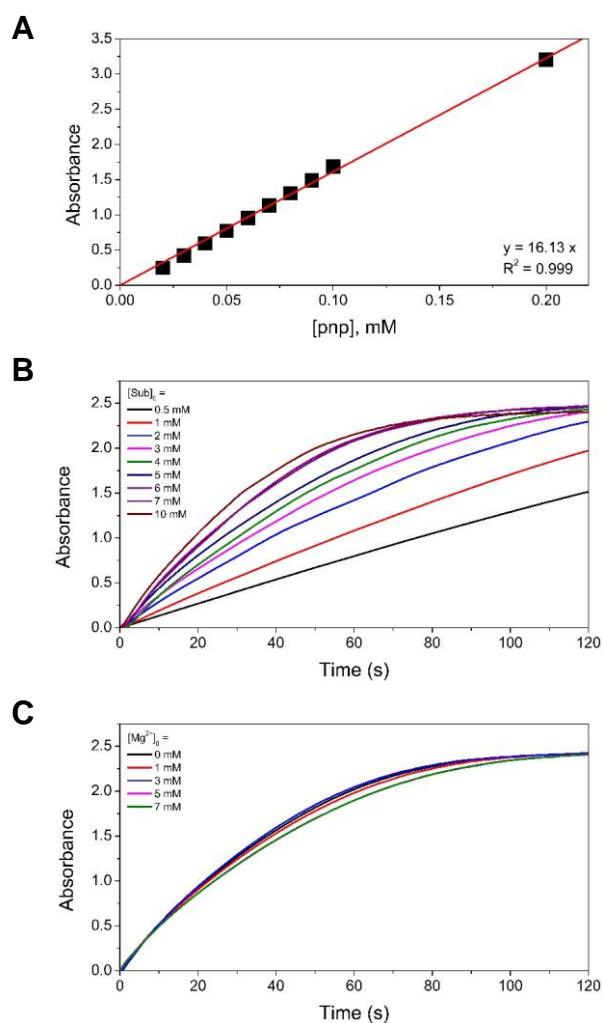 A
3.5
3.0
2.5
2.0
1.5
1.0
0.5
0.0
Absorbance
y = 16.13 x
R² = 0.999
0.00 0.05 0.10 0.15 0.20
[pnp], mM
B
[Sub]₀ =
0.5 mM
1 mM
2 mM
3 mM
4 mM
5 mM
6 mM
7 mM
10 mM
2.5
2.0
1.5
1.0
0.5
0.0
Absorbance
0 20 40 60 80 100 120
Time (s)
C
[Mg²⁺]₀ =
0 mM
1 mM
3 mM
5 mM
7 mM
2.5
2.0
1.5
1.0
0.5
0.0
Absorbance
0 20 40 60 80 100 120
Time (s)